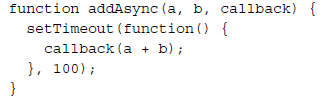 function addAsync(a, b, callback) {
  setTimeout(function() {
    callback(a + b);
  }, 100);
}